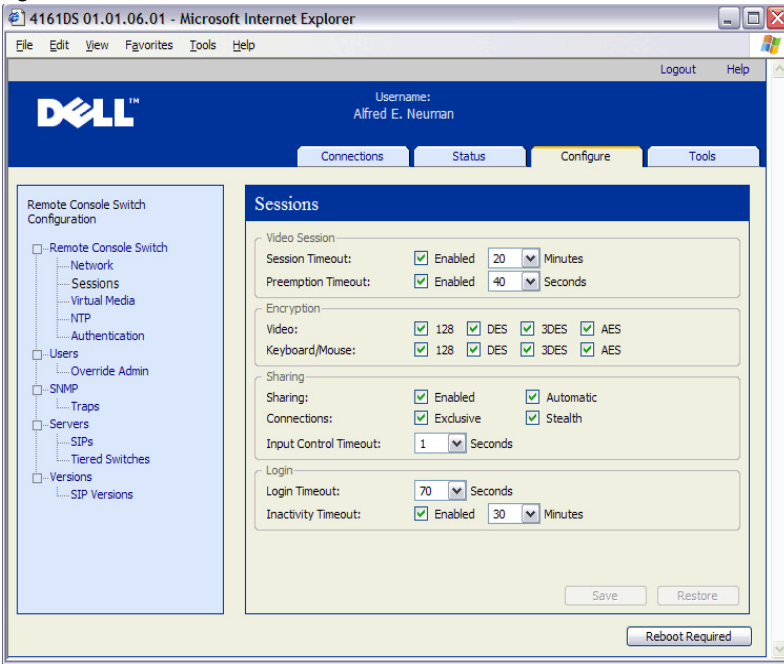 4161DS 01.01.06.01 - Microsoft Internet Explorer
File Edit View Favorites Tools Help
Logout Help
DELL™
Username:
Alfred E. Neuman
Connections Status Configure Tools
Remote Console Switch
Configuration
Remote Console Switch
Network
Sessions
Virtual Media
NTP
Authentication
Users
Override Admin
SNMP
Traps
Servers
SIPs
Tiered Switches
Versions
SIP Versions
Sessions
Video Session
Session Timeout: Enabled 20 Minutes
Preemption Timeout: Enabled 40 Seconds
Encryption
Video: 128 DES 3DES AES
Keyboard/Mouse: 128 DES 3DES AES
Sharing
Sharing: Enabled Automatic
Connections: Exclusive Stealth
Input Control Timeout: 1 Seconds
Login
Login Timeout: 70 Seconds
Inactivity Timeout: Enabled 30 Minutes
Save Restore
Reboot Required